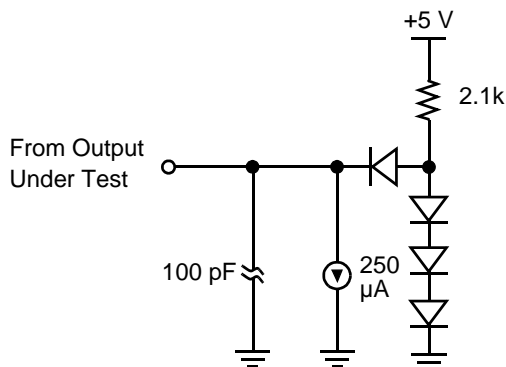 +5 V
2.1k
From Output
Under Test
100 pF
250
µA